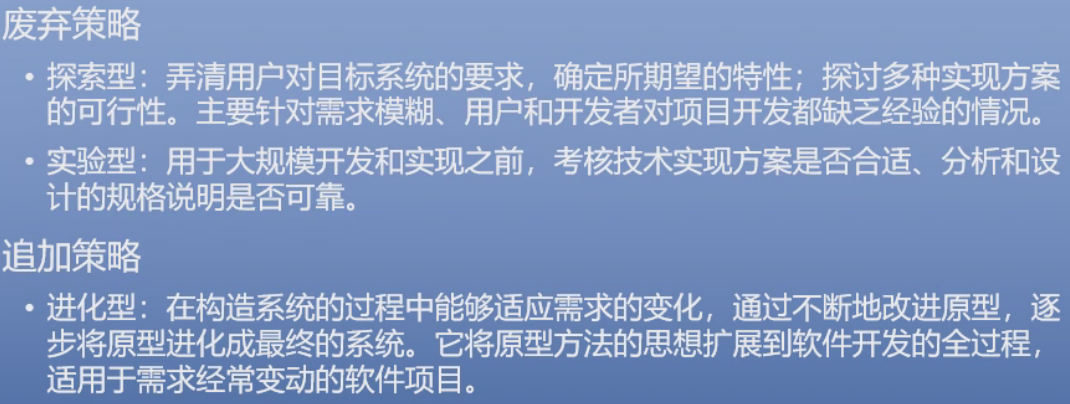 废弃策略
• 探索型：弄清用户对目标系统的要求，确定所期望的特性；探讨多种实现方案
的可行性。主要针对需求模糊、用户和开发者对项目开发都缺乏经验的情况。
• 实验型：用于大规模开发和实现之前，考核技术实现方案是否合适、分析和设
计的规格说明是否可靠。
追加策略
• 进化型：在构造系统的过程中能够适应需求的变化，通过不断地改进原型，逐
步将原型进化成最终的系统。它将原型方法的思想扩展到软件开发的全过程，
适用于需求经常变动的软件项目。